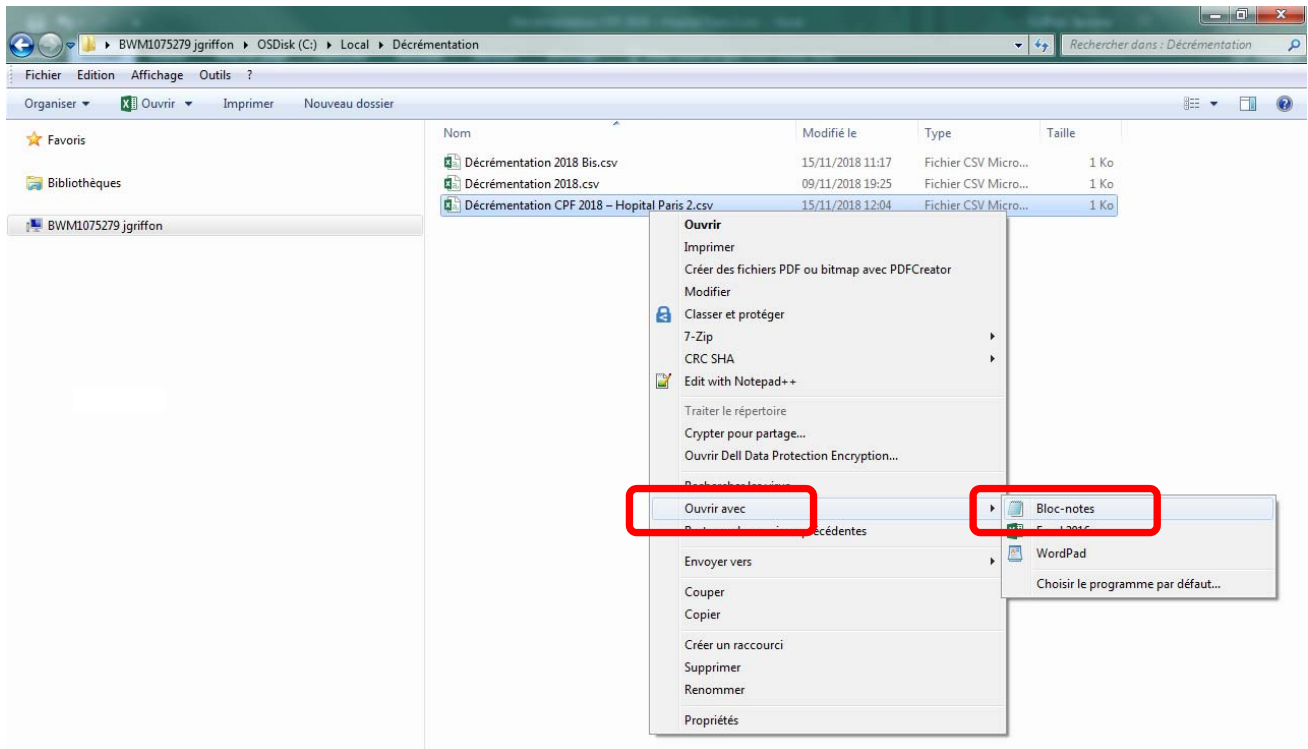 BWM1075279 jgriffon ▸ OSDisk (C:) ▸ Local ▸ Décrémentation
Rechercher dans : Décrémentation
Fichier Edition Affichage Outils ?
Organiser Ouvrir Imprimer Nouveau dossier
Favoris
Bibliothèques
BWM1075279 jgriffon
Nom Modifié le Type Taille
Décrémentation 2018 Bis.csv 15/11/2018 11:17 Fichier CSV Micro... 1 Ko
Décrémentation 2018.csv 09/11/2018 19:25 Fichier CSV Micro... 1 Ko
Décrémentation CPF 2018 – Hopital Paris 2.csv 15/11/2018 12:04 Fichier CSV Micro... 1 Ko
Ouvrir
Imprimer
Créer des fichiers PDF ou bitmap avec PDFCreator
Modifier
Classer et protéger
7-Zip
CRC SHA
Edit with Notepad++
Traiter le répertoire
Crypter pour partage...
Ouvrir Dell Data Protection Encryption...
Ouvrir avec
précédentes
Envoyer vers
Couper
Copier
Créer un raccourci
Supprimer
Renommer
Propriétés
Bloc-notes
WordPad
Choisir le programme par défaut...